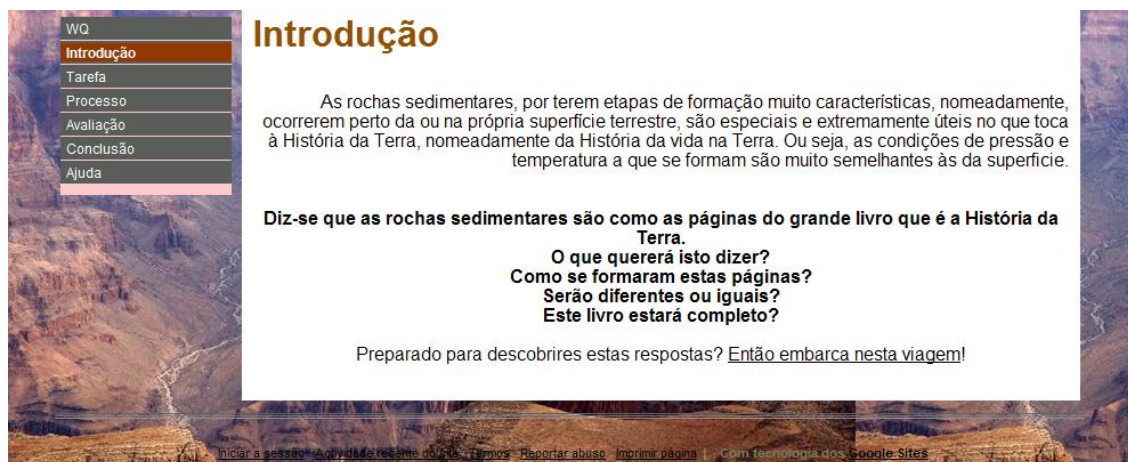 WQ
Introdução
Tarefa
Processo
Avaliação
Conclusão
Ajuda
Introdução
As rochas sedimentares, por terem etapas de formação muito características, nomeadamente,
ocorrerem perto da ou na própria superfície terrestre, são especiais e extremamente úteis no que toca
à História da Terra, nomeadamente da História da vida na Terra. Ou seja, as condições de pressão e
temperatura a que se formam são muito semelhantes às da superficie.
Diz-se que as rochas sedimentares são como as páginas do grande livro que é a História da
Terra.
O que quererá isto dizer?
Como se formaram estas páginas?
Serão diferentes ou iguais?
Este livro estará completo?
Preparado para descobrires estas respostas? Então embarca nesta viagem!
Iniciar a sessão Actividade recente do Site Termos Reportar abuso Imprimir página | Com tecnologia dos Google Sites